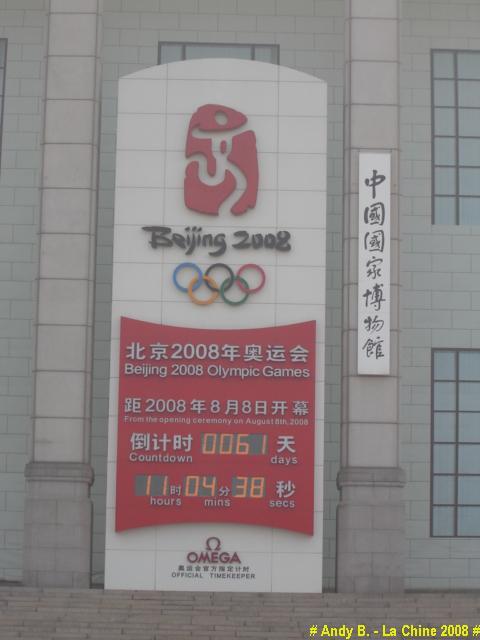 Beijing 2008
北京2008年奥运会
Beijing 2008 Olympic Games
距2008年8月8日开幕
From the opening ceremony on August 8th, 2008
倒计时 0061 天
Countdown days
11 时 04 分 38 秒
hours mins secs
Ω
OMEGA
奥运会官方指定计时
OFFICIAL TIMEKEEPER
中國國家博物館
# Andy B. - La Chine 2008 #